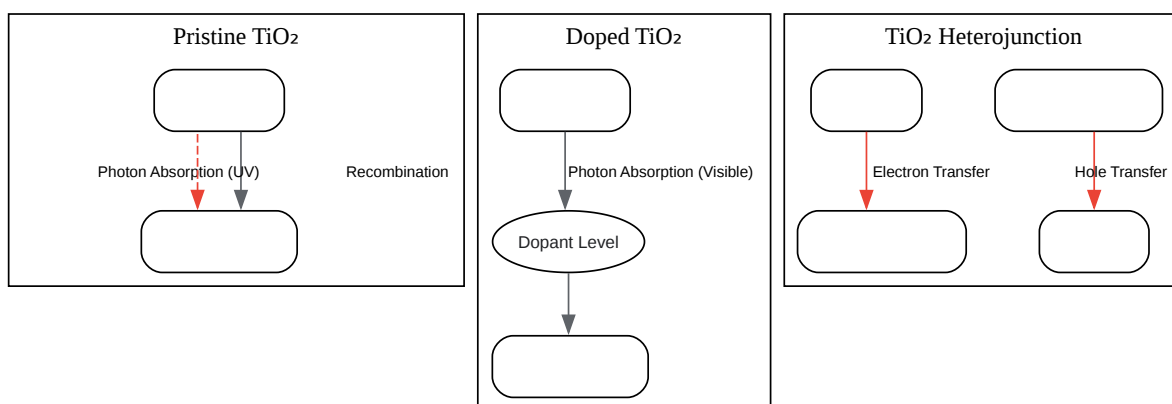 Pristine TiO₂
Photon Absorption (UV)
Recombination
Doped TiO₂
Photon Absorption (Visible)
Dopant Level
TiO₂ Heterojunction
Electron Transfer
Hole Transfer